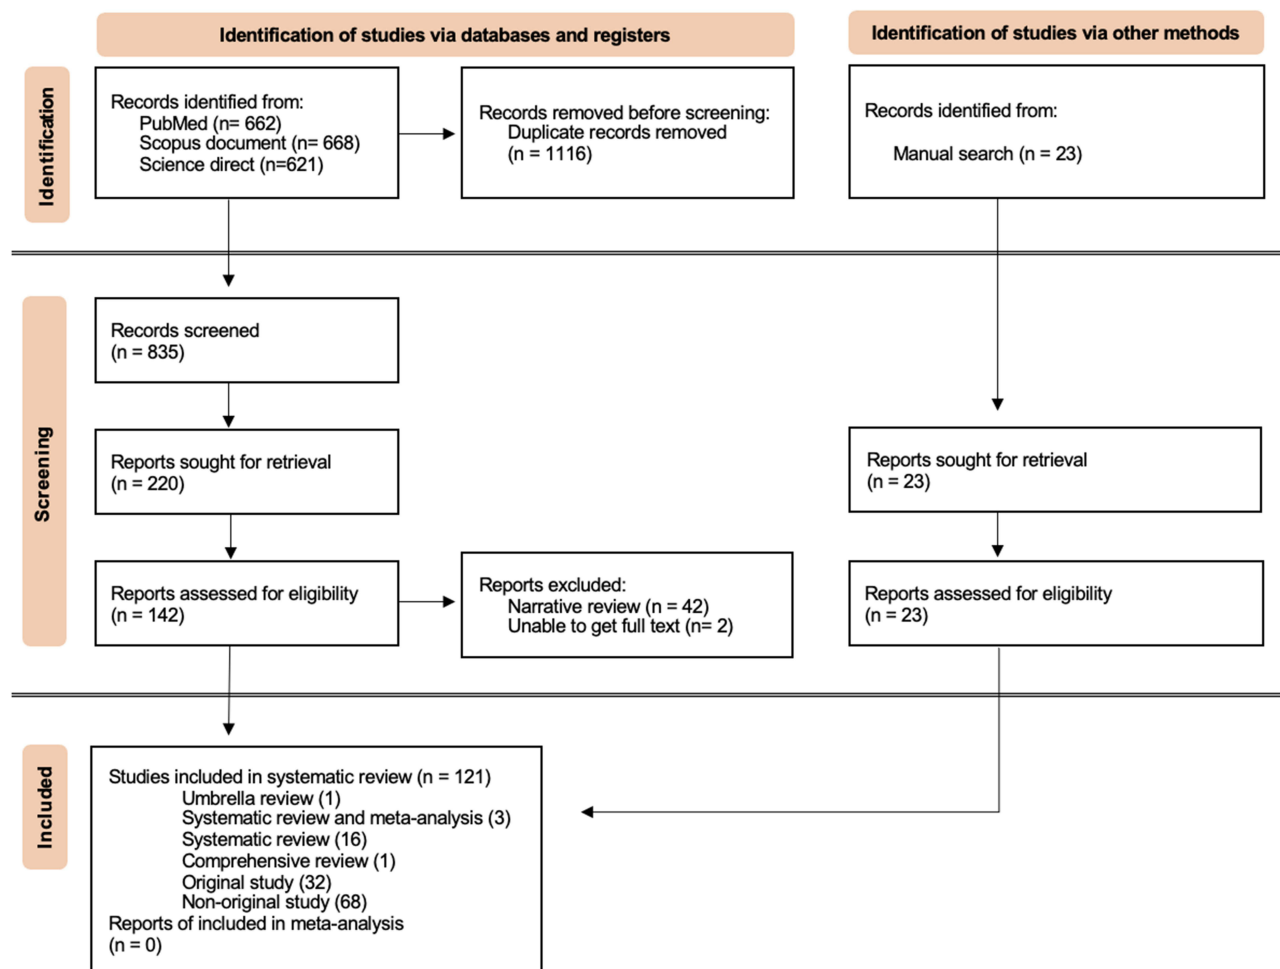 Identification of studies via databases and registers
Identification of studies via other methods
Identification
Records identified from:
PubMed (n= 662)
Scopus document (n= 668)
Science direct (n=621)
Records removed before screening:
Duplicate records removed
(n = 1116)
Records identified from:
Manual search (n = 23)
Screening
Records screened
(n = 835)
Reports sought for retrieval
(n = 220)
Reports sought for retrieval
(n = 23)
Reports assessed for eligibility
(n = 142)
Reports excluded:
Narrative review (n = 42)
Unable to get full text (n= 2)
Reports assessed for eligibility
(n = 23)
Included
Studies included in systematic review (n = 121)
Umbrella review (1)
Systematic review and meta-analysis (3)
Systematic review (16)
Comprehensive review (1)
Original study (32)
Non-original study (68)
Reports of included in meta-analysis
(n = 0)